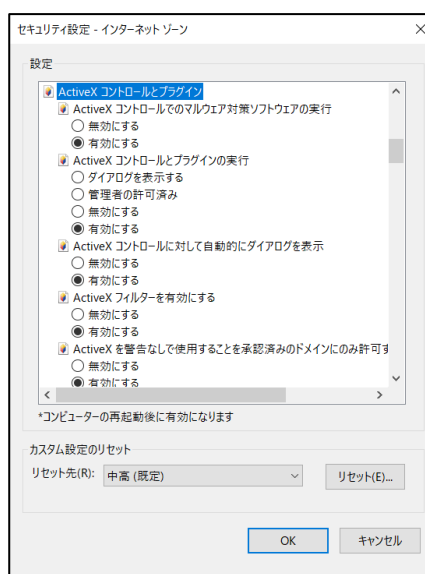 セキュリティ設定 - インターネット ゾーン
設定
ActiveX コントロールとプラグイン
ActiveX コントロールでのマルウェア対策ソフトウェアの実行
無効にする
有効にする
ActiveX コントロールとプラグインの実行
ダイアログを表示する
管理者の許可済み
無効にする
有効にする
ActiveX コントロールに対して自動的にダイアログを表示
無効にする
有効にする
ActiveX フィルターを有効にする
無効にする
有効にする
ActiveX を警告なしで使用することを承認済みのドメインにのみ許可す
無効にする
有効にする
*コンピューターの再起動後に有効になります
カスタム設定のリセット
リセット先(R): 中高 (既定) リセット(E)...
OK キャンセル